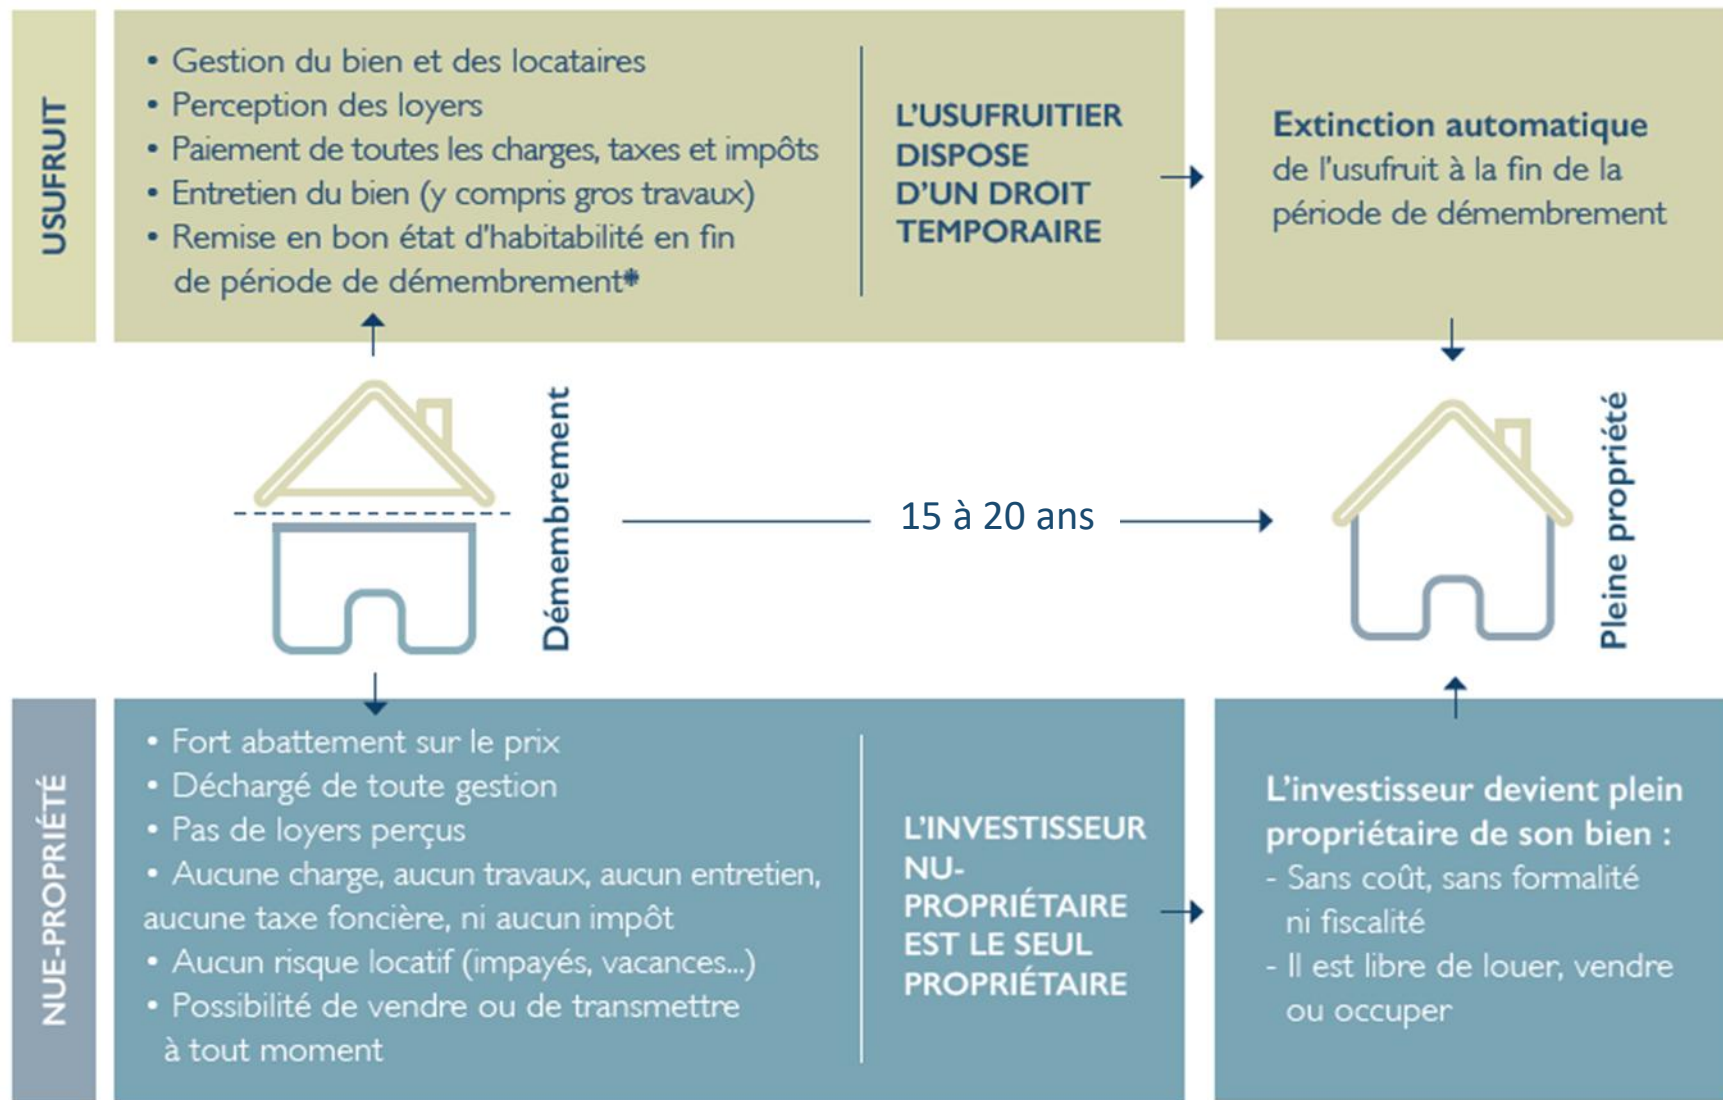 USUFRUIT
• Gestion du bien et des locataires
• Perception des loyers
• Paiement de toutes les charges, taxes et impôts
• Entretien du bien (y compris gros travaux)
• Remise en bon état d'habitabilité en fin
de période de démembrement*
L'USUFRUITIER
DISPOSE
D'UN DROIT
TEMPORAIRE
Extinction automatique
de l'usufruit à la fin de la
période de démembrement
Démembrement
15 à 20 ans
Pleine propriété
NUE-PROPRIÉTÉ
• Fort abattement sur le prix
• Déchargé de toute gestion
• Pas de loyers perçus
• Aucune charge, aucun travaux, aucun entretien,
aucune taxe foncière, ni aucun impôt
• Aucun risque locatif (impayés, vacances...)
• Possibilité de vendre ou de transmettre
à tout moment
L'INVESTISSEUR
NU-
PROPRIÉTAIRE
EST LE SEUL
PROPRIÉTAIRE
L'investisseur devient plein
propriétaire de son bien :
- Sans coût, sans formalité
ni fiscalité
- Il est libre de louer, vendre
ou occuper